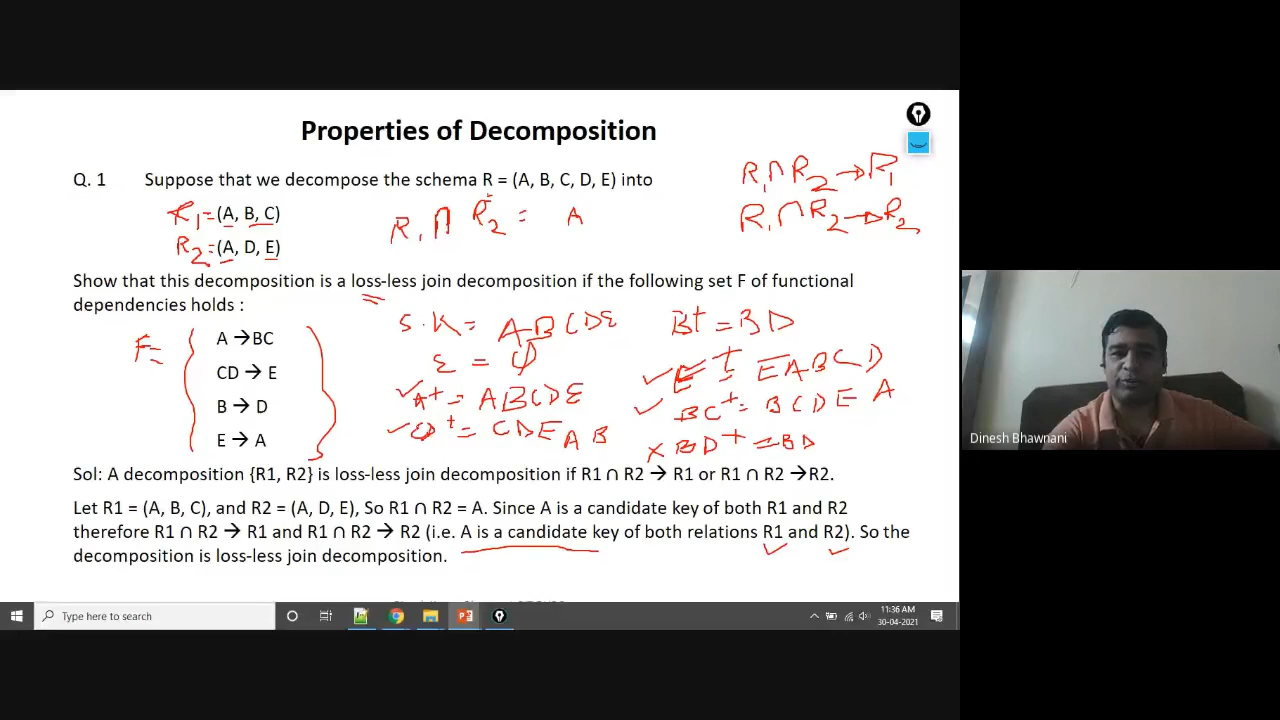 Properties of Decomposition
Q. 1 Suppose that we decompose the schema R = (A, B, C, D, E) into
R1=(A, B, C)
R2=(A, D, E)
R1 ∩ R2 = A
R1∩R2→R1
R1∩R2→R2
Show that this decomposition is a loss-less join decomposition if the following set F of functional
dependencies holds :
F=
A →BC
CD → E
B → D
E → A
S.K= ABCDE
ε = φ
A+ = ABCDE
CD+ = CDEAB
B+ = BD
E+ = EABCD
BC+ = BCDEA
BD+ = BD
Sol: A decomposition {R1, R2} is loss-less join decomposition if R1 ∩ R2 → R1 or R1 ∩ R2 →R2.
Let R1 = (A, B, C), and R2 = (A, D, E), So R1 ∩ R2 = A. Since A is a candidate key of both R1 and R2
therefore R1 ∩ R2 → R1 and R1 ∩ R2 → R2 (i.e. A is a candidate key of both relations R1 and R2). So the
decomposition is loss-less join decomposition.
Dinesh Bhawnani
Type here to search
11:36 AM
30-04-2021